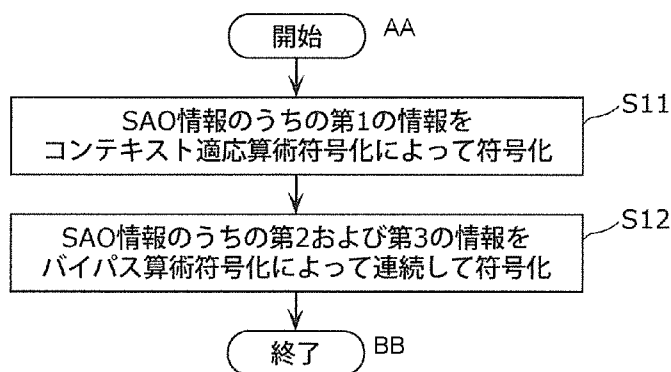 開始 AA
SAO情報のうちの第1の情報を
コンテキスト適応算術符号化によって符号化
S11
SAO情報のうちの第2および第3の情報を
バイパス算術符号化によって連続して符号化
S12
終了 BB